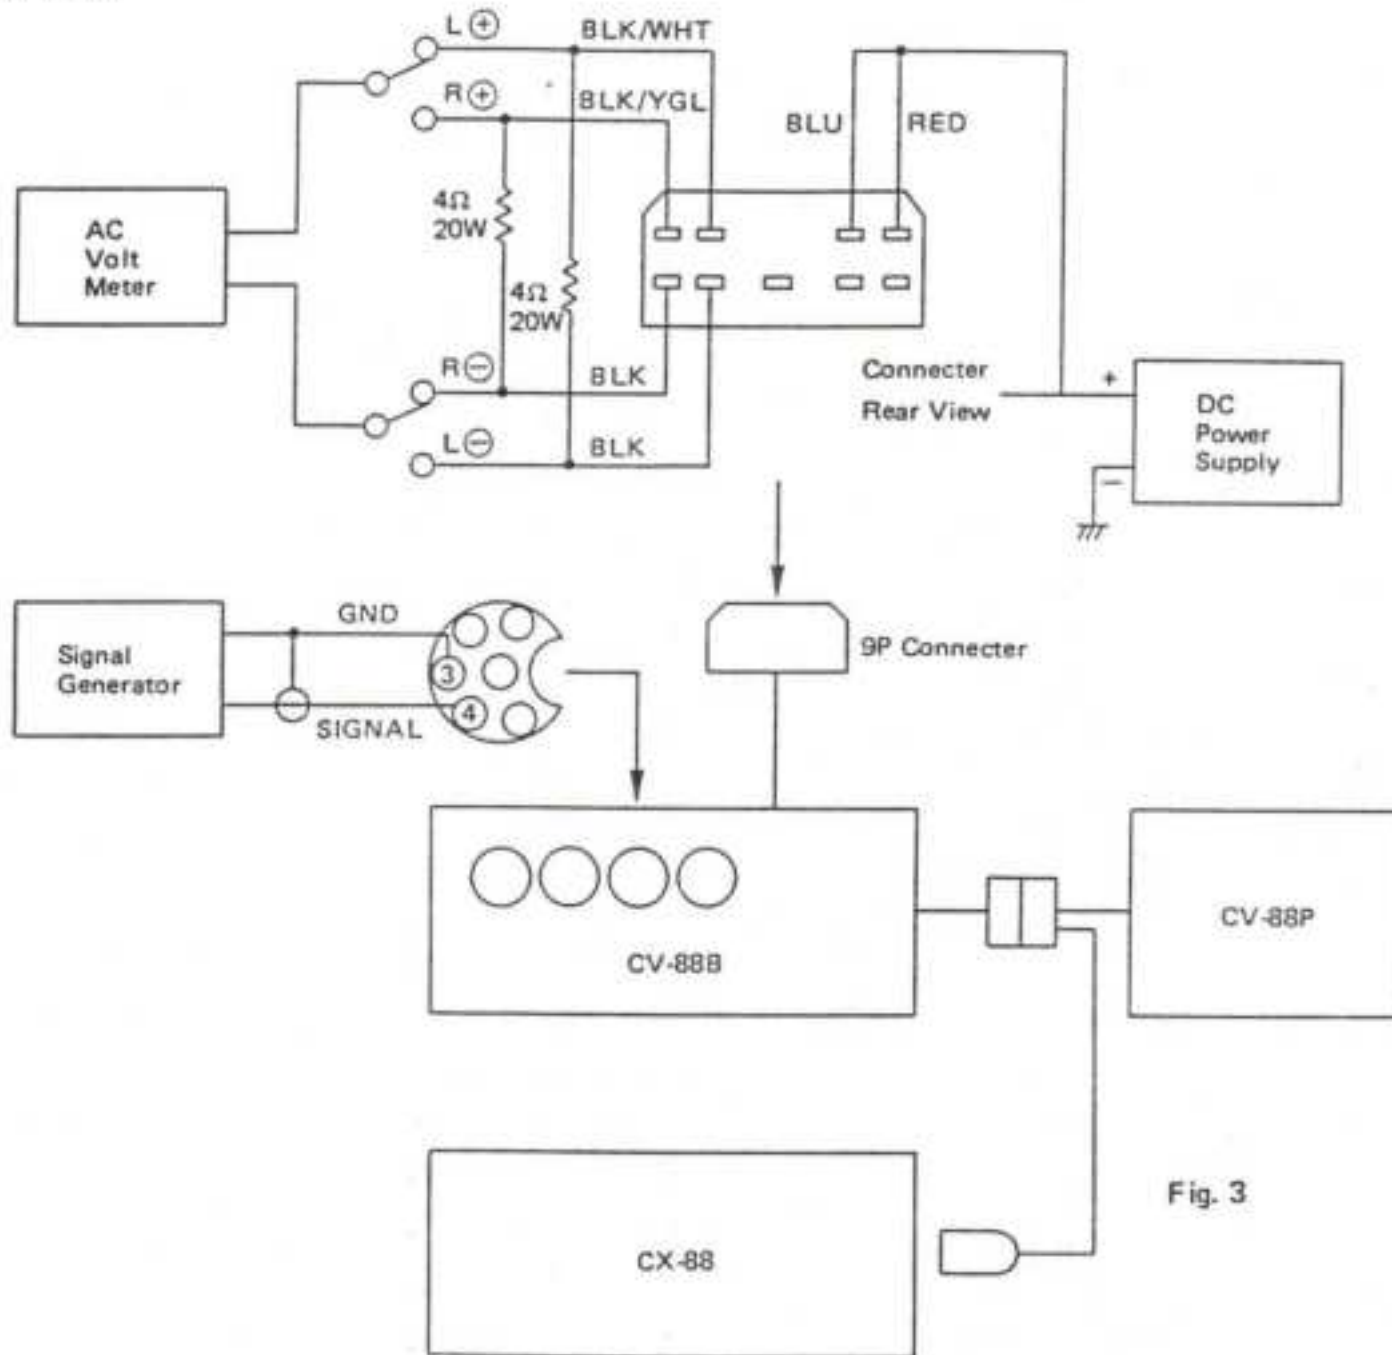 L⊕
BLK/WHT
R⊕
BLK/YGL
BLU
RED
4Ω
20W
AC
Volt
Meter
4Ω
20W
R⊖
BLK
Connecter
Rear View
+
DC
Power
Supply
L⊖
BLK
−
GND
Signal
Generator
3
9P Connecter
4
SIGNAL
CV-88P
CV-88B
Fig. 3
CX-88